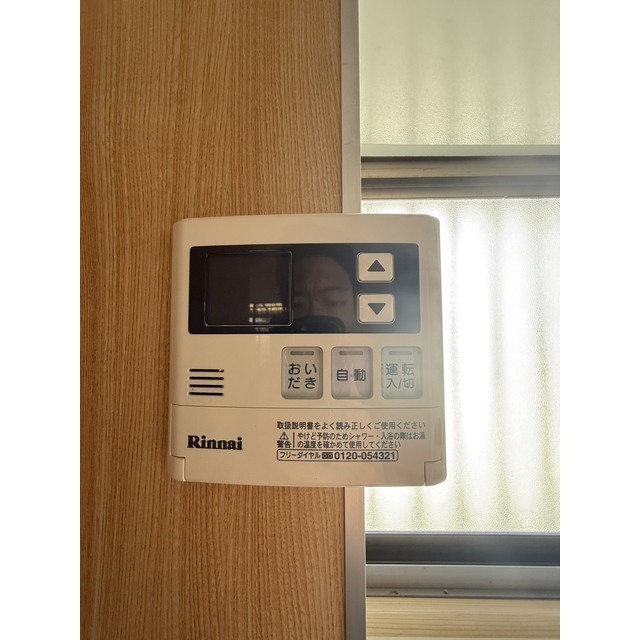 ▲
▼
おい
だき
自動
運転
入/切
取扱説明書をよく読み正しくご使用ください
Rinnai
警告
やけど予防のためシャワー・入浴の際はお湯
の温度を確かめて使用してください
フリーダイヤル 0120-054321